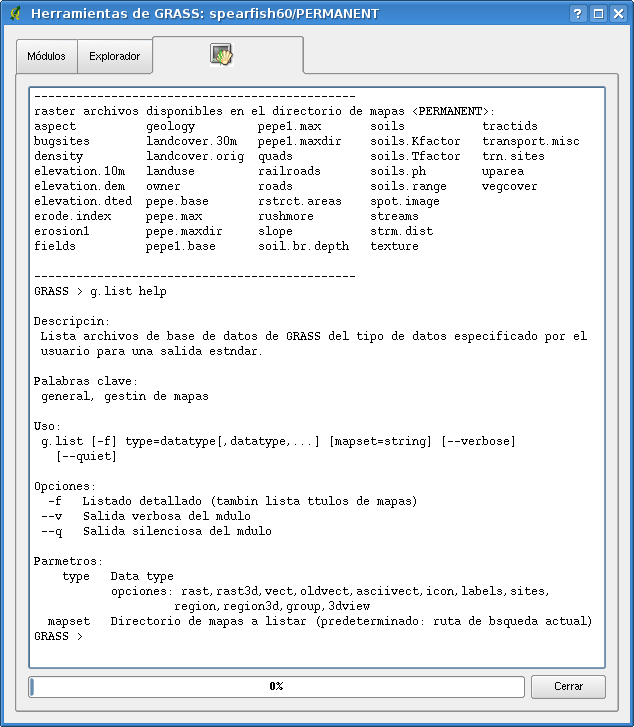 Herramientas de GRASS: spearfish60/PERMANENT
Módulos Explorador
----------------------------------------------
raster archivos disponibles en el directorio de mapas <PERMANENT>:
aspect geology pepe1.max soils tractids
bugsites landcover.30m pepe1.maxdir soils.Kfactor transport.misc
density landcover.orig quads soils.Tfactor trn.sites
elevation.10m landuse railroads soils.ph uparea
elevation.dem owner roads soils.range vegcover
elevation.dted pepe.base rstrct.areas spot.image
erode.index pepe.max rushmore streams
erosion1 pepe.maxdir slope strm.dist
fields pepe1.base soil.br.depth texture
----------------------------------------------
GRASS > g.list help
Descripcin:
Lista archivos de base de datos de GRASS del tipo de datos especificado por el
usuario para una salida estndar.
Palabras clave:
general, gestin de mapas
Uso:
g.list [-f] type=datatype[,datatype,...] [mapset=string] [--verbose]
[--quiet]
Opciones:
-f Listado detallado (tambin lista ttulos de mapas)
--v Salida verbosa del mdulo
--q Salida silenciosa del mdulo
Parmetros:
type Data type
opciones: rast,rast3d,vect,oldvect,asciivect,icon,labels,sites,
region,region3d,group,3dview
mapset Directorio de mapas a listar (predeterminado: ruta de bsqueda actual)
GRASS >
0% Cerrar